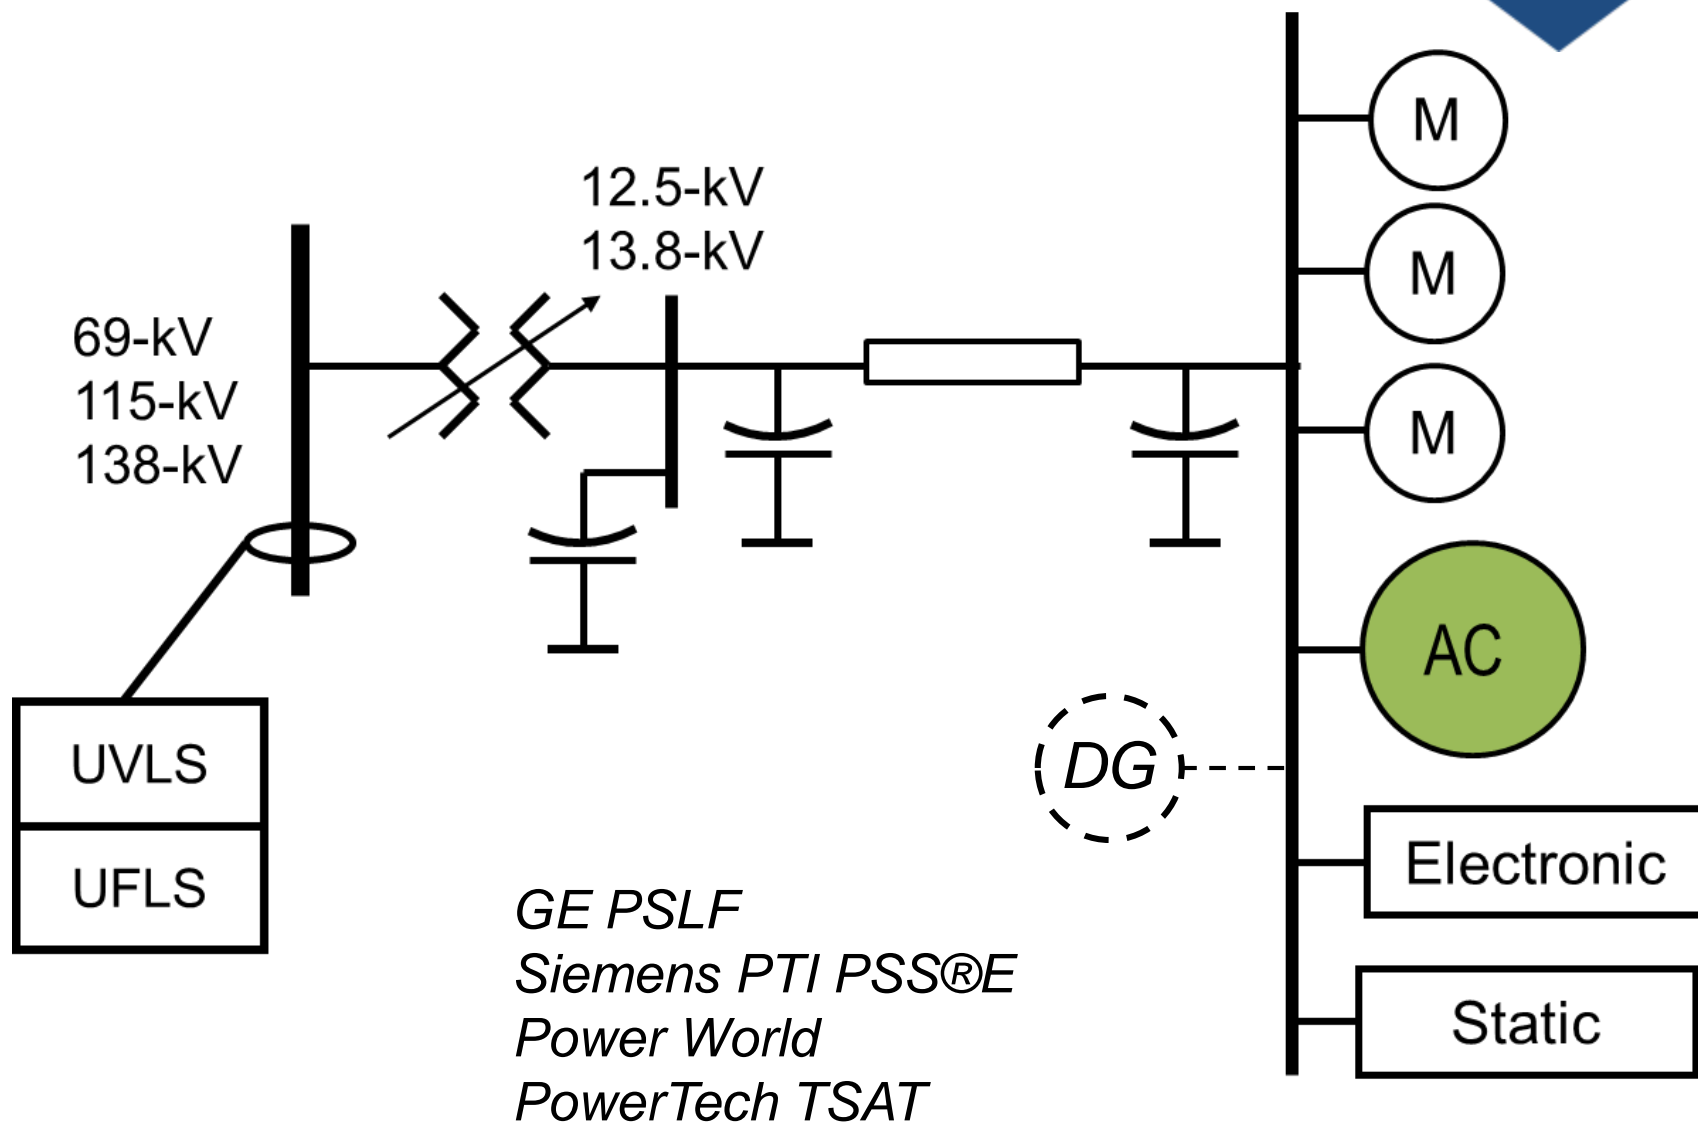 12.5-kV
13.8-kV
69-kV
115-kV
138-kV
M
M
M
AC
DG
UVLS
UFLS
Electronic
Static
GE PSLF
Siemens PTI PSS®E
Power World
PowerTech TSAT